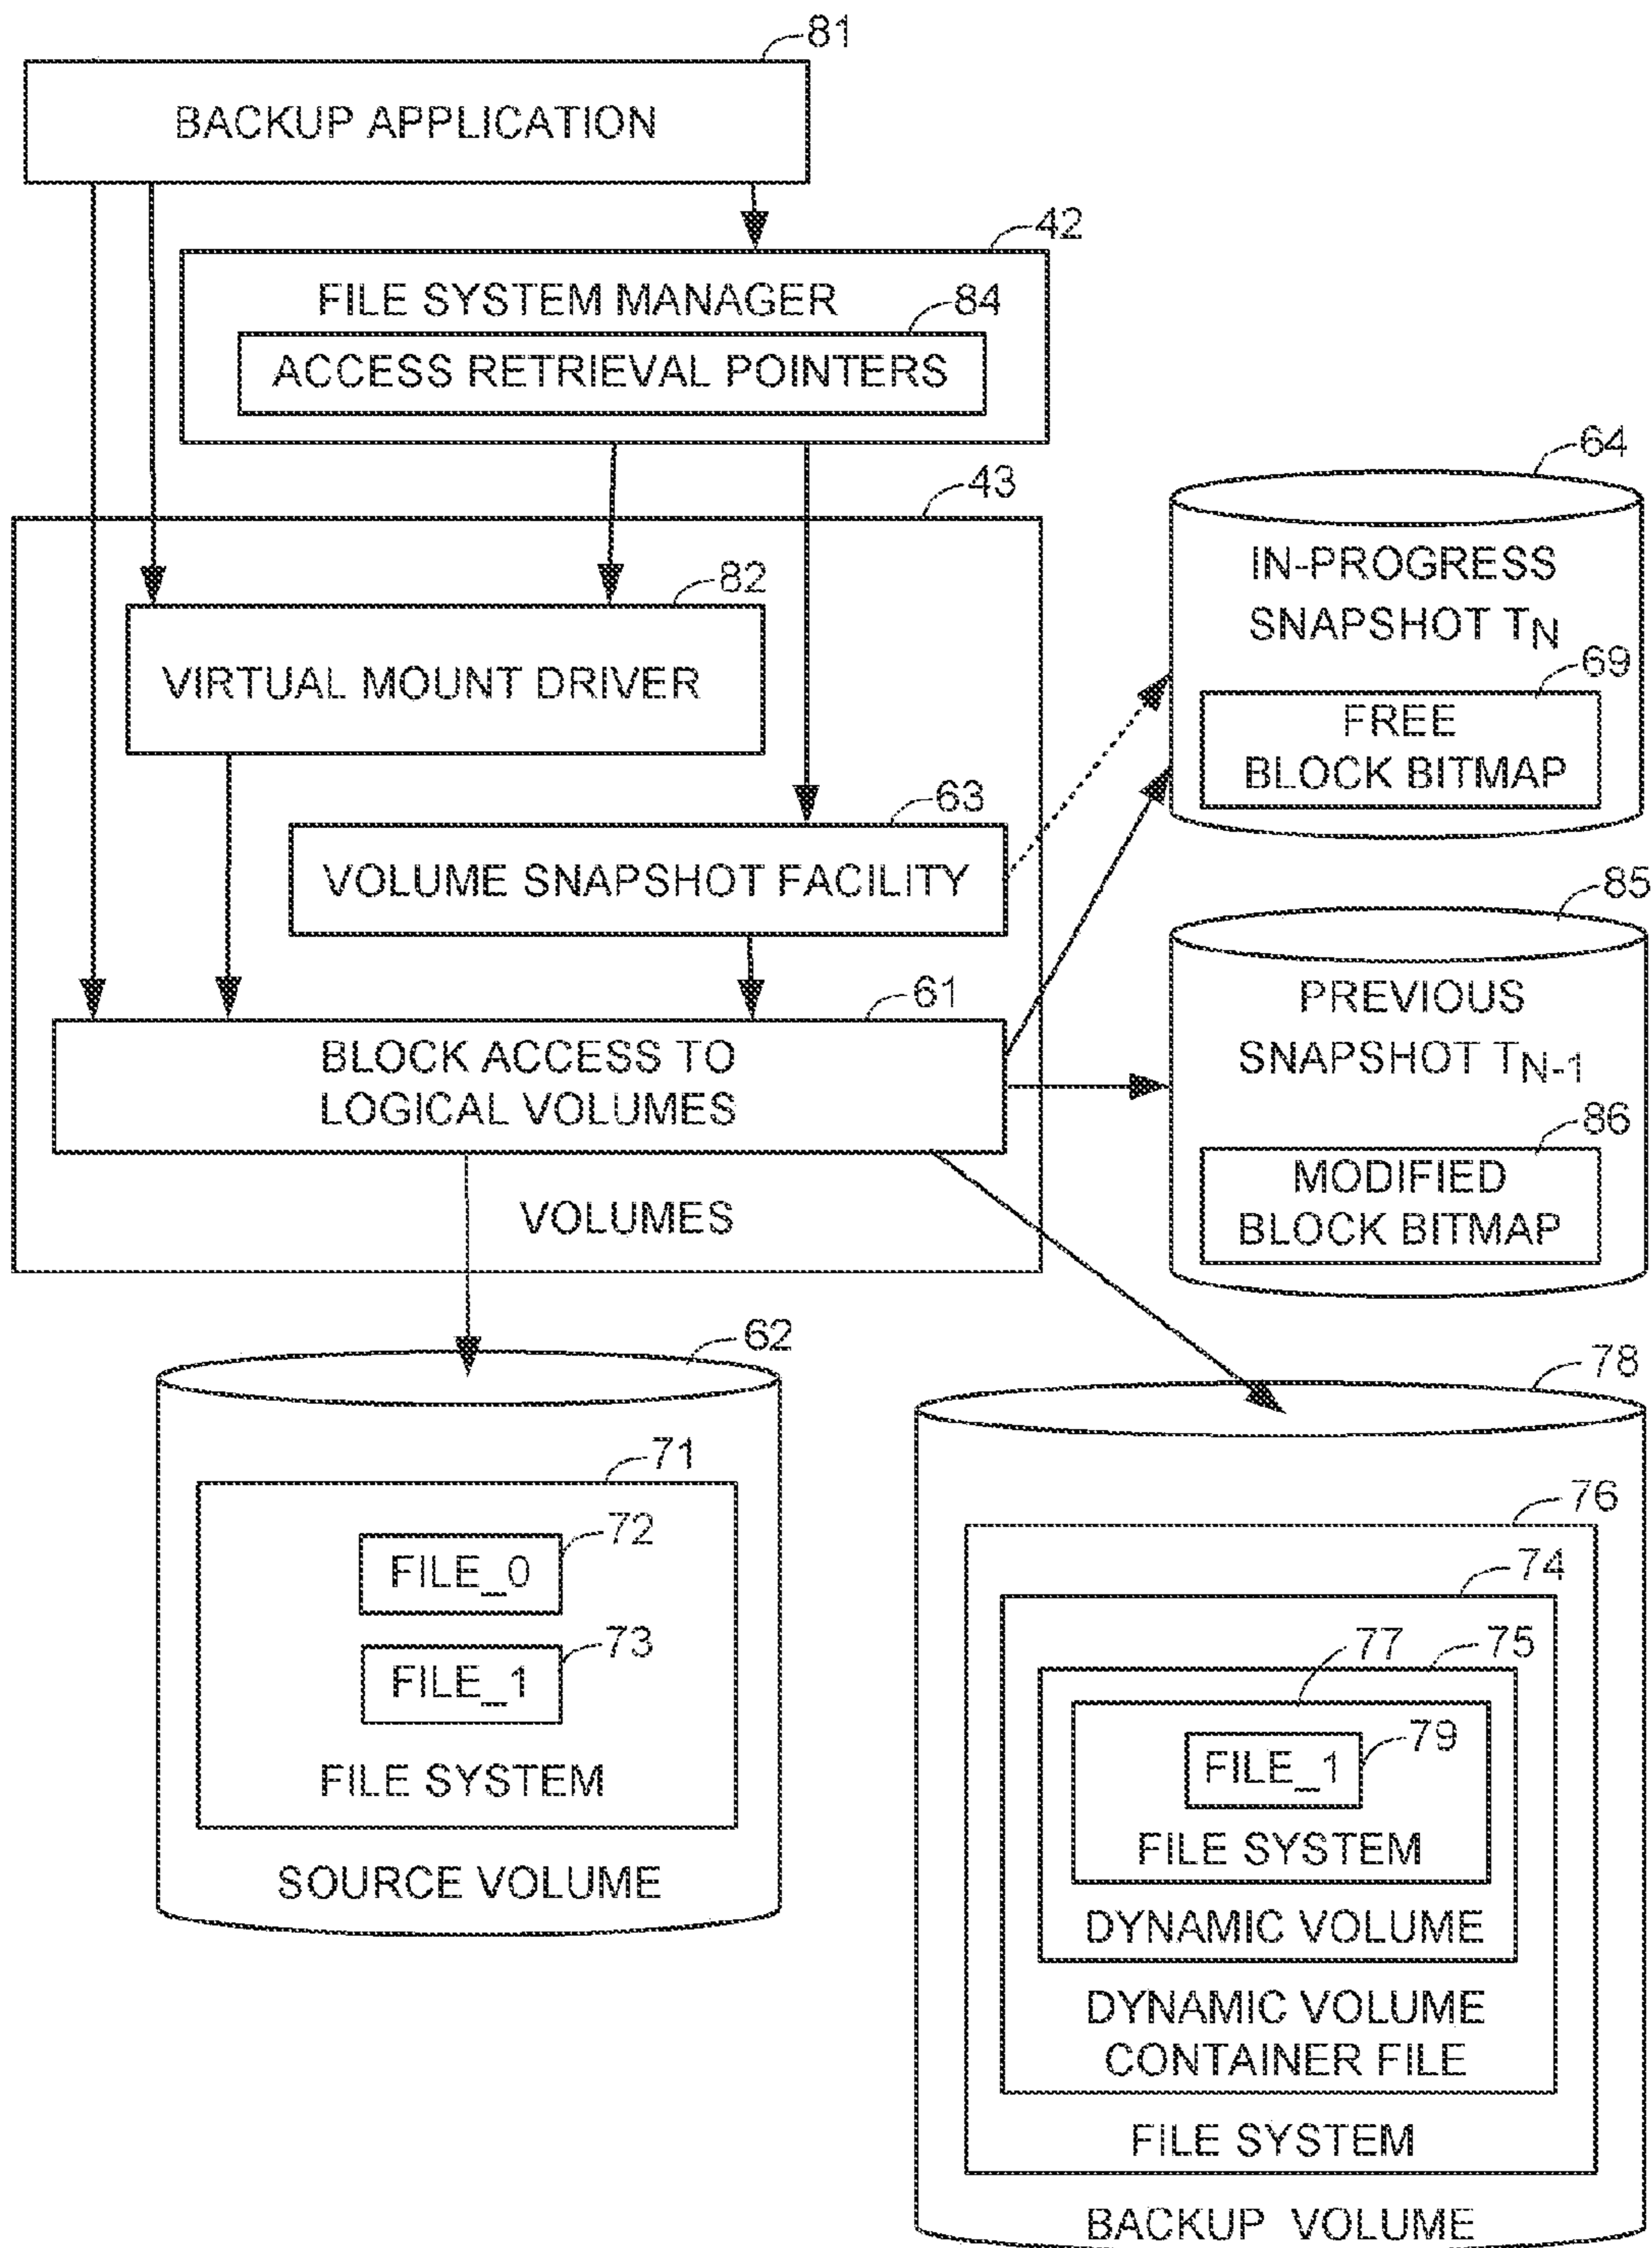 81
BACKUP APPLICATION
42
FILE SYSTEM MANAGER
84
ACCESS RETRIEVAL POINTERS
43
82
VIRTUAL MOUNT DRIVER
63
VOLUME SNAPSHOT FACILITY
61
BLOCK ACCESS TO
LOGICAL VOLUMES
VOLUMES
64
IN-PROGRESS
SNAPSHOT TN
69
FREE
BLOCK BITMAP
85
PREVIOUS
SNAPSHOT TN-1
86
MODIFIED
BLOCK BITMAP
62
71
72
FILE_0
73
FILE_1
FILE SYSTEM
SOURCE VOLUME
78
76
74
77
75
79
FILE_1
FILE SYSTEM
DYNAMIC VOLUME
DYNAMIC VOLUME
CONTAINER FILE
FILE SYSTEM
BACKUP VOLUME